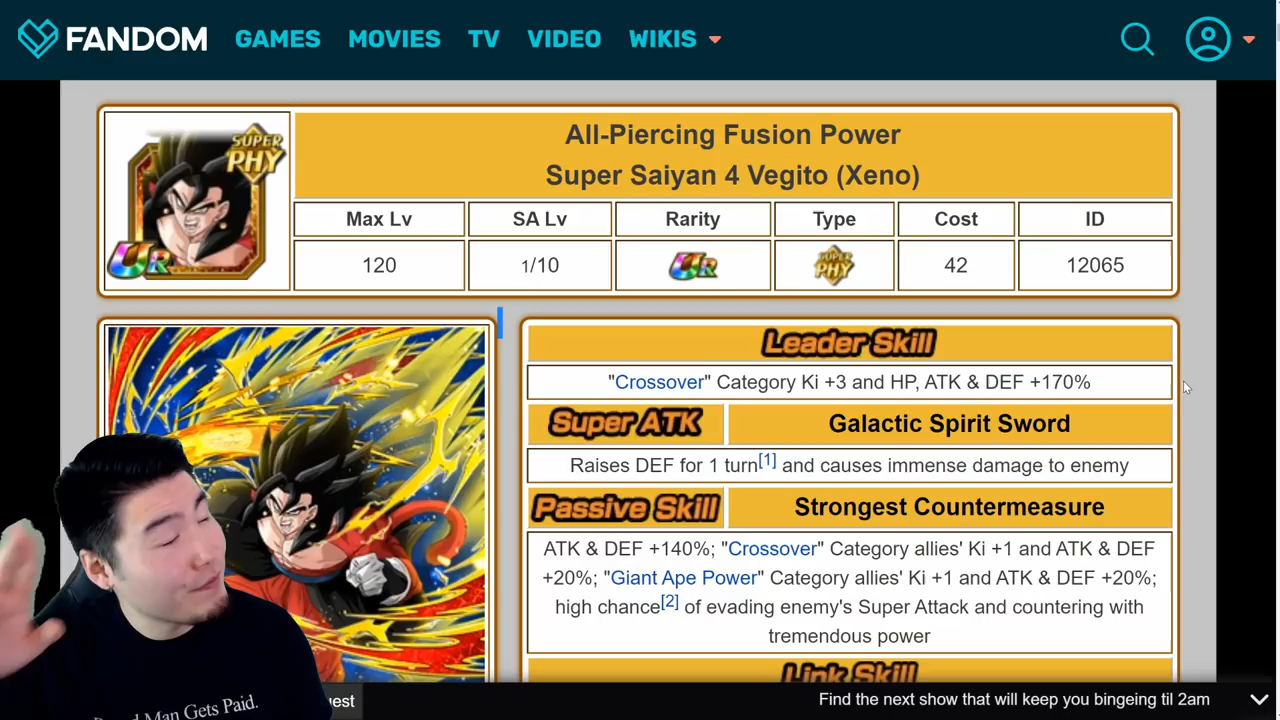 FANDOM GAMES MOVIES TV VIDEO WIKIS
SUPER PHY
UR
All-Piercing Fusion Power
Super Saiyan 4 Vegito (Xeno)
Max Lv SA Lv Rarity Type Cost ID
120 1/10 UR SUPER PHY 42 12065
Leader Skill
"Crossover" Category Ki +3 and HP, ATK & DEF +170%
Super ATK Galactic Spirit Sword
Raises DEF for 1 turn[1] and causes immense damage to enemy
Passive Skill Strongest Countermeasure
ATK & DEF +140%; "Crossover" Category allies' Ki +1 and ATK & DEF
+20%; "Giant Ape Power" Category allies' Ki +1 and ATK & DEF +20%;
high chance[2] of evading enemy's Super Attack and countering with
tremendous power
Link Skill
Man Gets Paid.
Find the next show that will keep you bingeing til 2am